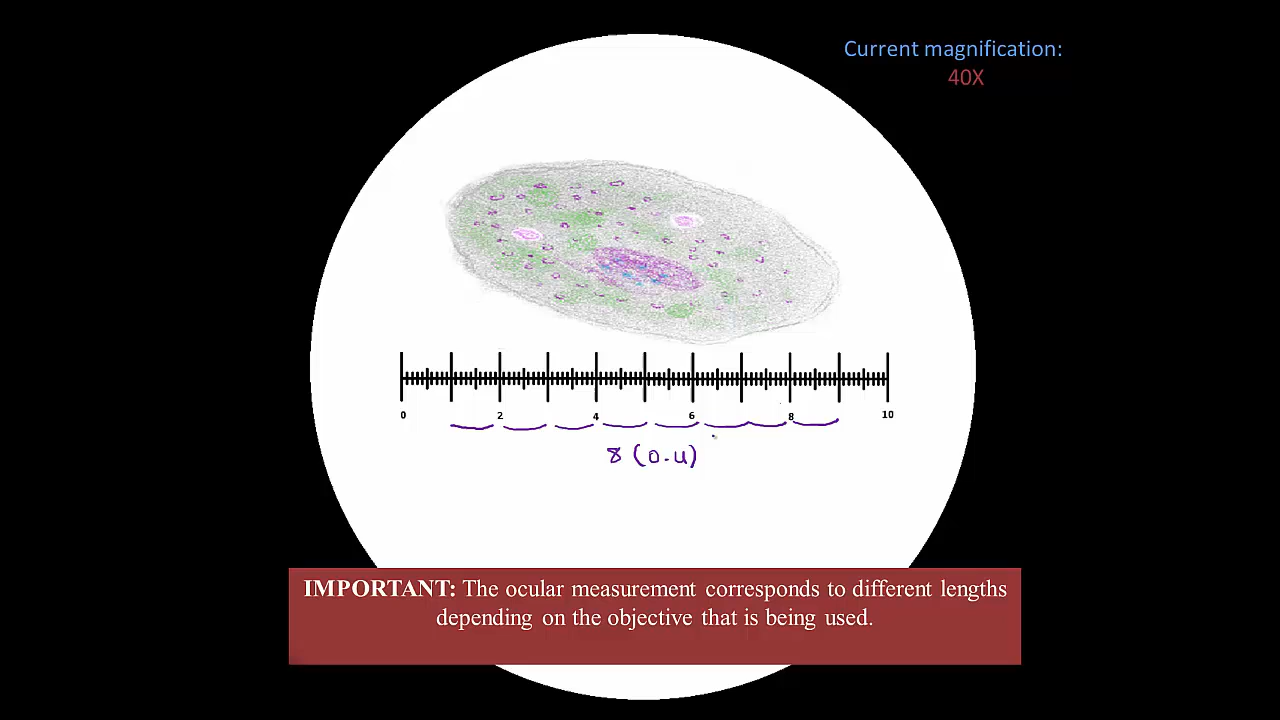 Current magnification:
40X
0 2 4 6 8 10
8 (o.u)
IMPORTANT: The ocular measurement corresponds to different lengths
depending on the objective that is being used.